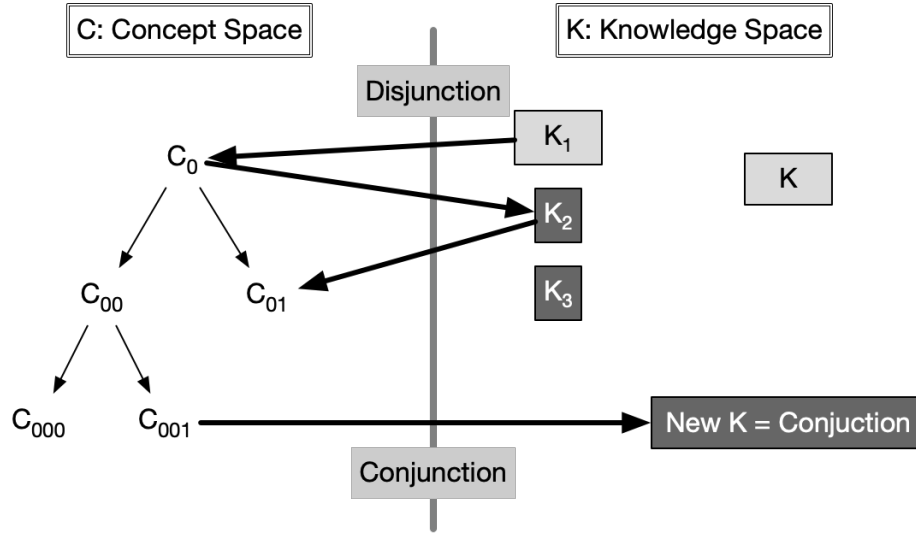 C: Concept Space
K: Knowledge Space
Disjunction
K₁
C₀
K
K₂
C₀₀
C₀₁
K₃
C₀₀₀
C₀₀₁
New K = Conjuction
Conjunction